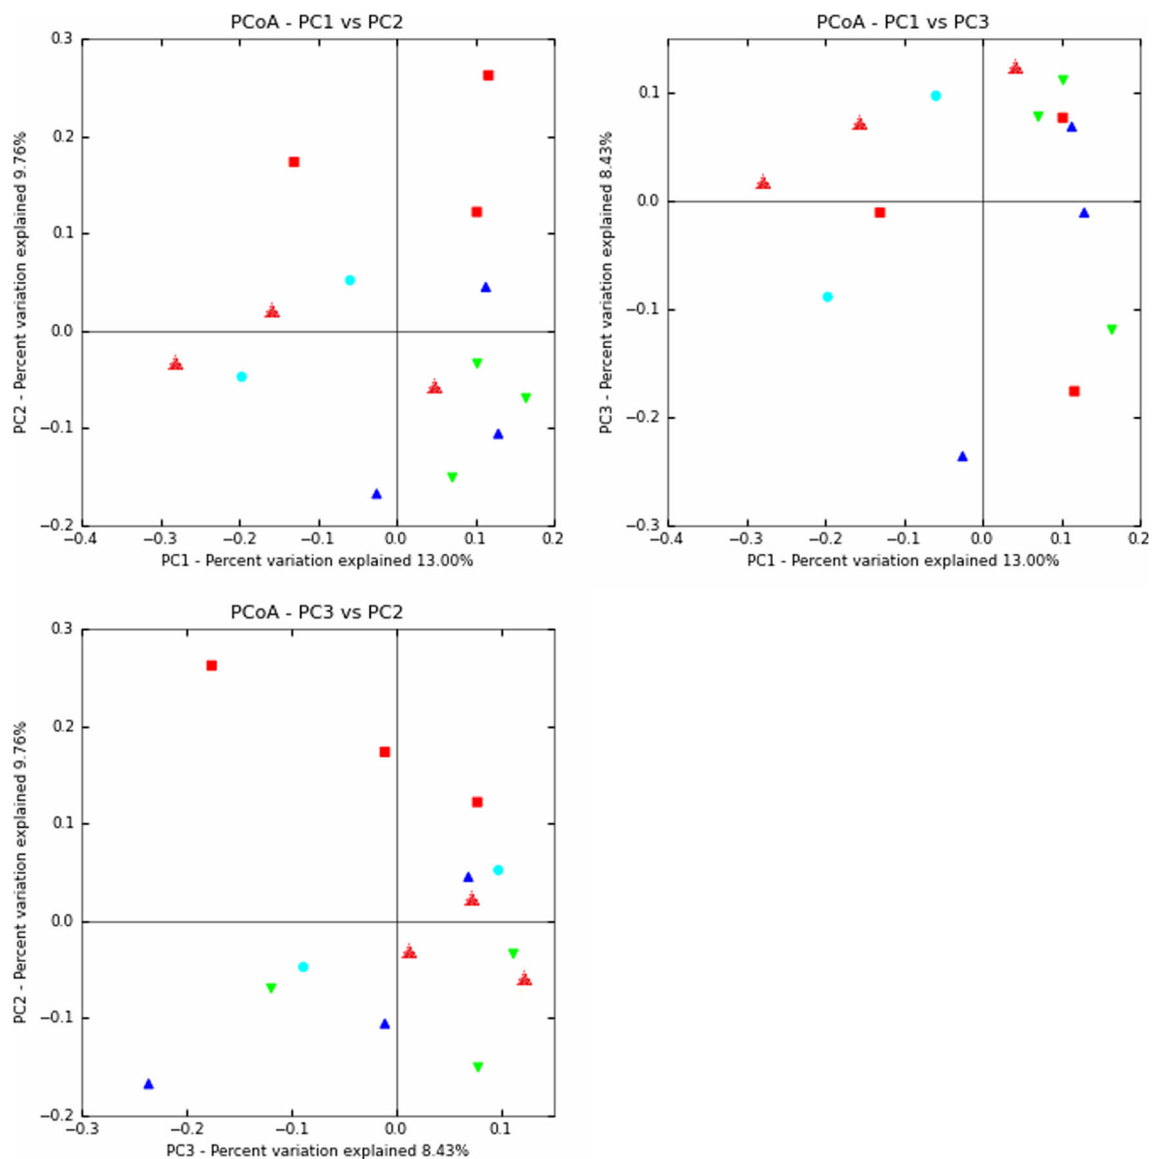 PCoA - PC1 vs PC2
0.3
0.2
0.1
0.0
−0.1
−0.2
PC2 - Percent variation explained 9.76%
−0.4 −0.3 −0.2 −0.1 0.0 0.1 0.2
PC1 - Percent variation explained 13.00%
PCoA - PC1 vs PC3
0.1
0.0
−0.1
−0.2
−0.3
PC3 - Percent variation explained 8.43%
−0.4 −0.3 −0.2 −0.1 0.0 0.1 0.2
PC1 - Percent variation explained 13.00%
PCoA - PC3 vs PC2
0.3
0.2
0.1
0.0
−0.1
−0.2
PC2 - Percent variation explained 9.76%
−0.3 −0.2 −0.1 0.0 0.1
PC3 - Percent variation explained 8.43%